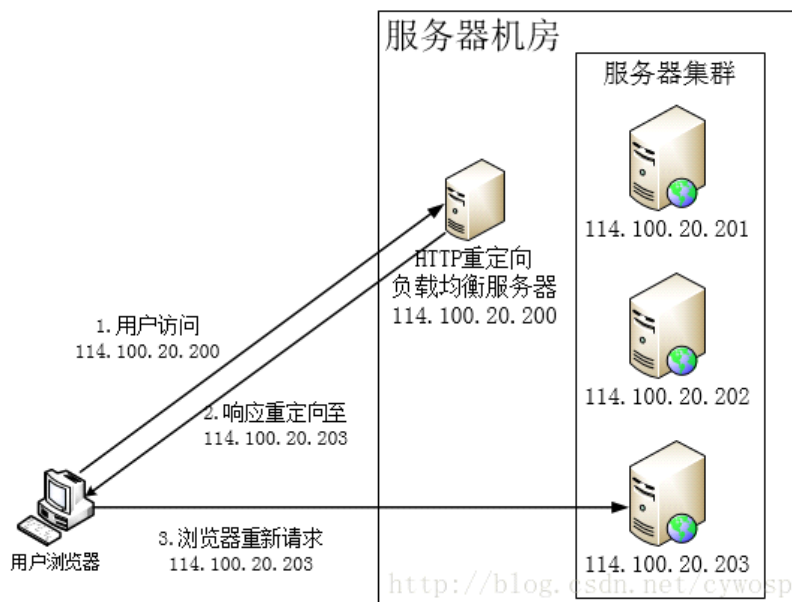 服务器机房
服务器集群
114.100.20.201
HTTP重定向
负载均衡服务器
114.100.20.200
1.用户访问
114.100.20.200
114.100.20.202
2.响应重定向至
114.100.20.203
3.浏览器重新请求
114.100.20.203
用户浏览器
114.100.20.203
http://blog.csdn.net/cywosp